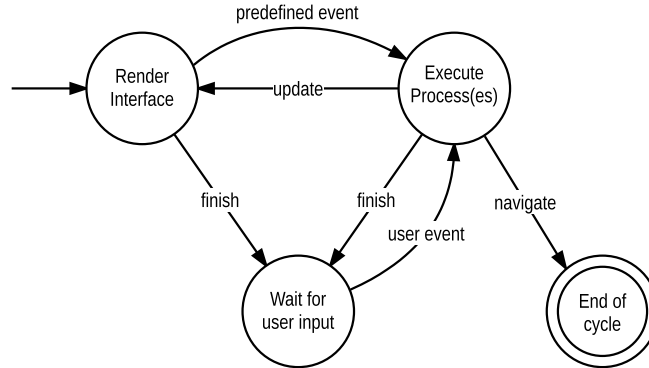 predefined event
Render
Interface
Execute
Process(es)
update
finish
finish
navigate
user event
Wait for
user input
End of
cycle